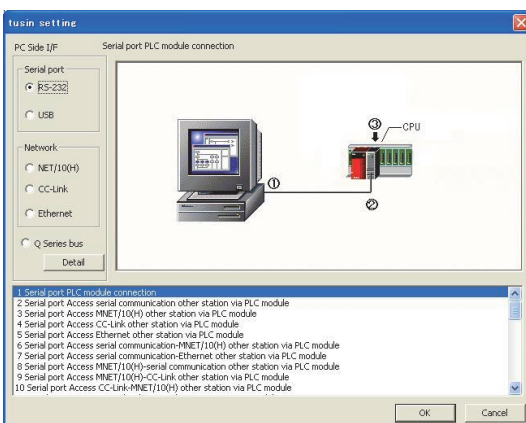 tusin setting
PC Side I/F
Serial port PLC module connection
Serial port
RS-232
USB
Network
NET/10(H)
CC-Link
Ethernet
Q Series bus
Detail
③
CPU
①
②
1 Serial port PLC module connection
2 Serial port Access serial communication other station via PLC module
3 Serial port Access MNET/10(H) other station via PLC module
4 Serial port Access CC-Link other station via PLC module
5 Serial port Access Ethernet other station via PLC module
6 Serial port Access serial communication-MNET/10(H) other station via PLC module
7 Serial port Access serial communication-Ethernet other station via PLC module
8 Serial port Access MNET/10(H)-serial communication other station via PLC module
9 Serial port Access MNET/10(H)-CC-Link other station via PLC module
10 Serial port Access CC-Link-MNET/10(H) other station via PLC module
OK
Cancel